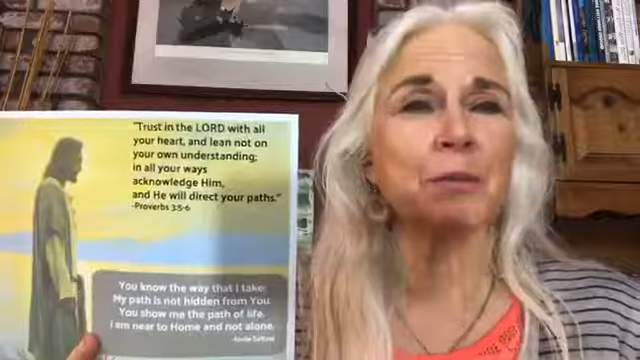 "Trust in the LORD with all
your heart, and lean not on
your own understanding;
in all your ways
acknowledge Him,
and He will direct your paths."
-Proverbs 3:5-6
You know the way that I take;
My path is not hidden from You.
You show me the path of life.
I am near to Home and not alone.